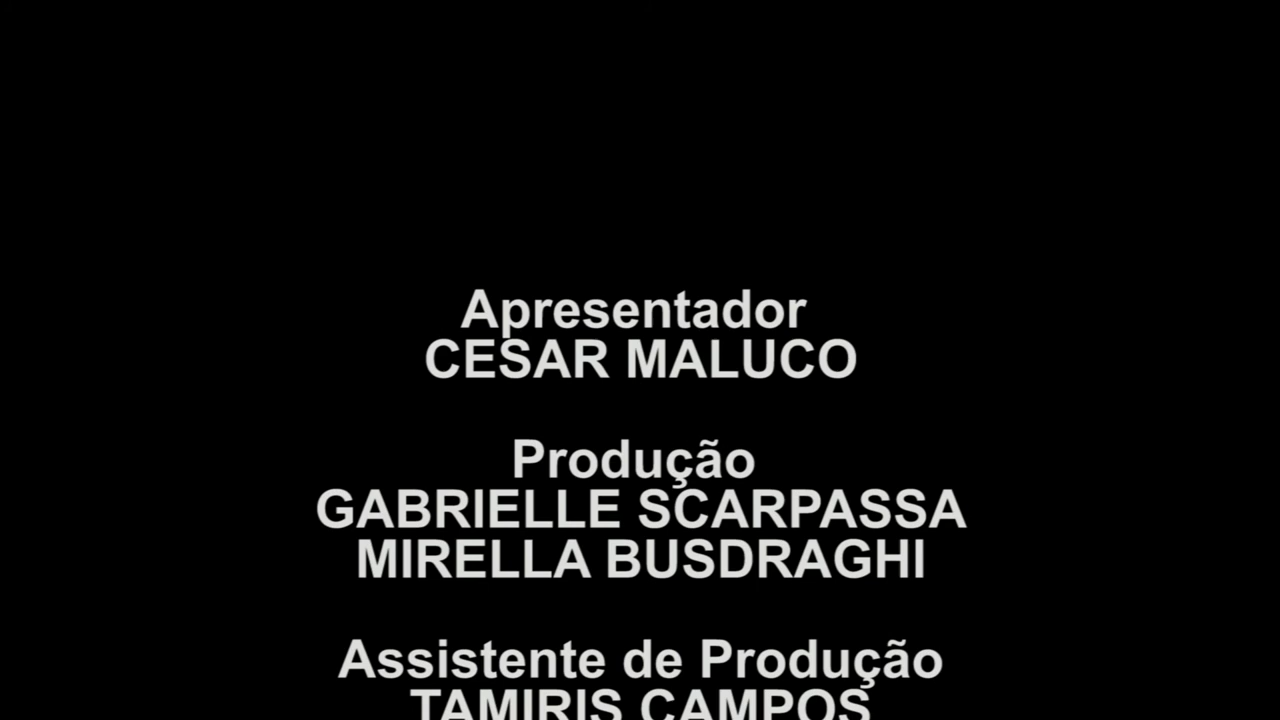 Apresentador
CESAR MALUCO
Produção
GABRIELLE SCARPASSA
MIRELLA BUSDRAGHI
Assistente de Produção
TAMIRIS CAMPOS